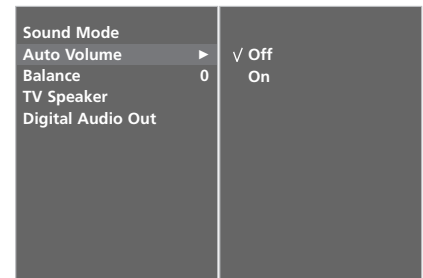 Sound Mode
Auto Volume ► √ Off
Balance 0 On
TV Speaker
Digital Audio Out